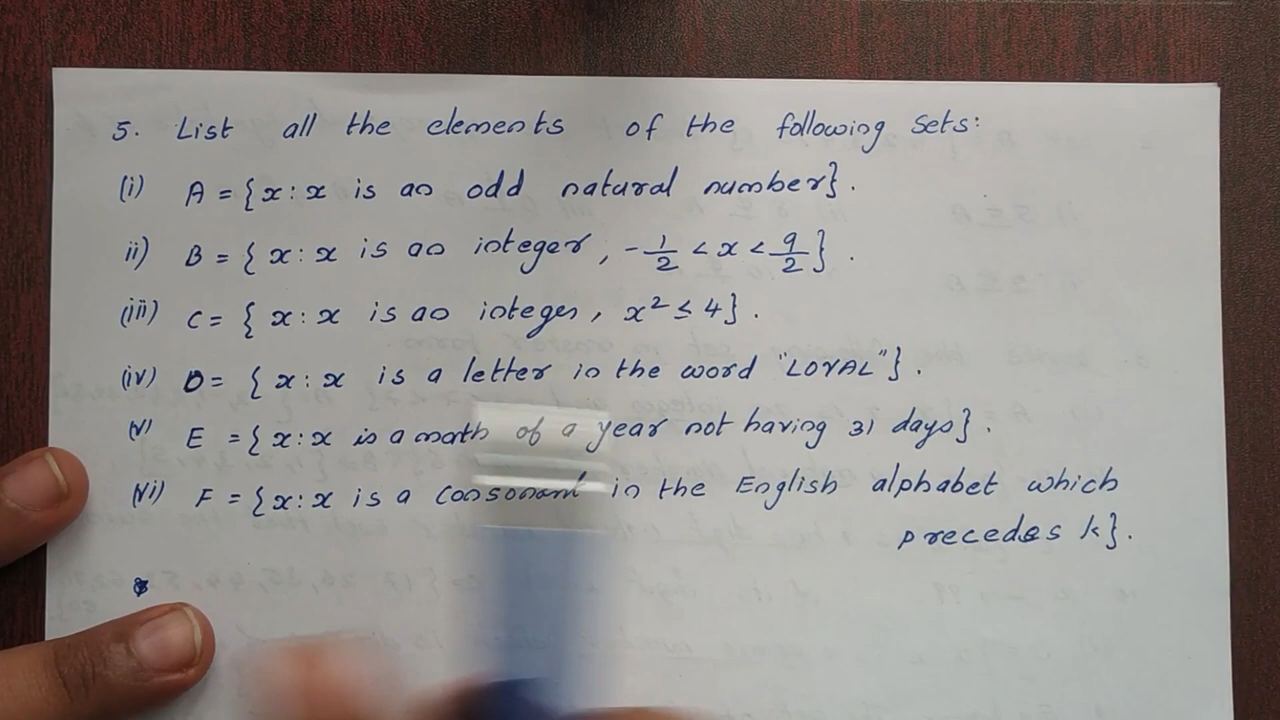 5. List all the elements of the following sets:
(i) A = {x : x is an odd natural number}.
ii) B = { x : x is an integer, -1/2 < x < 9/2 }.
(iii) C = { x : x is an integer, x² ≤ 4}.
(iv) D = { x : x is a letter in the word "LOYAL" }.
(v) E = { x : x is a moth of a year not having 31 days}.
(vi) F = {x : x is a consonant in the English alphabet which
precedes k}.